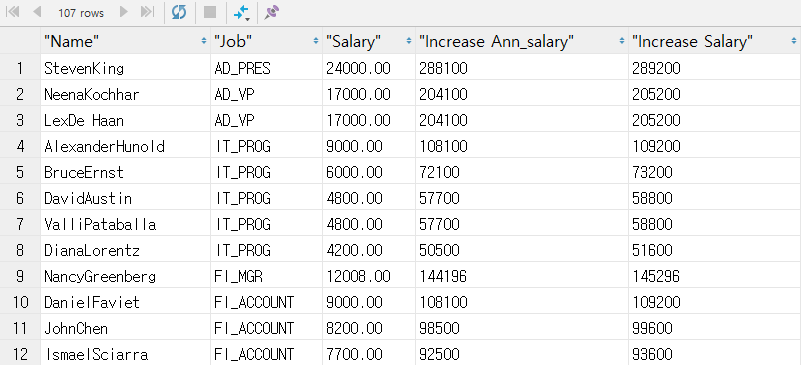 107 rows
"Name" "Job" "Salary" "Increase Ann_salary" "Increase Salary"
1 StevenKing AD_PRES 24000.00 288100 289200
2 NeenaKochhar AD_VP 17000.00 204100 205200
3 LexDe Haan AD_VP 17000.00 204100 205200
4 AlexanderHunold IT_PROG 9000.00 108100 109200
5 BruceErnst IT_PROG 6000.00 72100 73200
6 DavidAustin IT_PROG 4800.00 57700 58800
7 ValliPataballa IT_PROG 4800.00 57700 58800
8 DianaLorentz IT_PROG 4200.00 50500 51600
9 NancyGreenberg FI_MGR 12008.00 144196 145296
10 DanielFaviet FI_ACCOUNT 9000.00 108100 109200
11 JohnChen FI_ACCOUNT 8200.00 98500 99600
12 IsmaelSciarra FI_ACCOUNT 7700.00 92500 93600